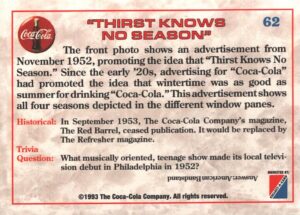 Coca-Cola
"THIRST KNOWS
NO SEASON"
62
The front photo shows an advertisement from
November 1952, promoting the idea that "Thirst Knows No
Season." Since the early '20s, advertising for "Coca-Cola"
had promoted the idea that wintertime was as good as
summer for drinking "Coca-Cola." This advertisement shows
all four seasons depicted in the different window panes.
Historical: In September 1953, The Coca-Cola Company's magazine,
The Red Barrel, ceased publication. It would be replaced by
The Refresher magazine.
Trivia
Question: What musically oriented, teenage show made its local televi-
sion debut in Philadelphia in 1952?
Answer: American Bandstand
©1993 The Coca-Cola Company. All rights reserved.